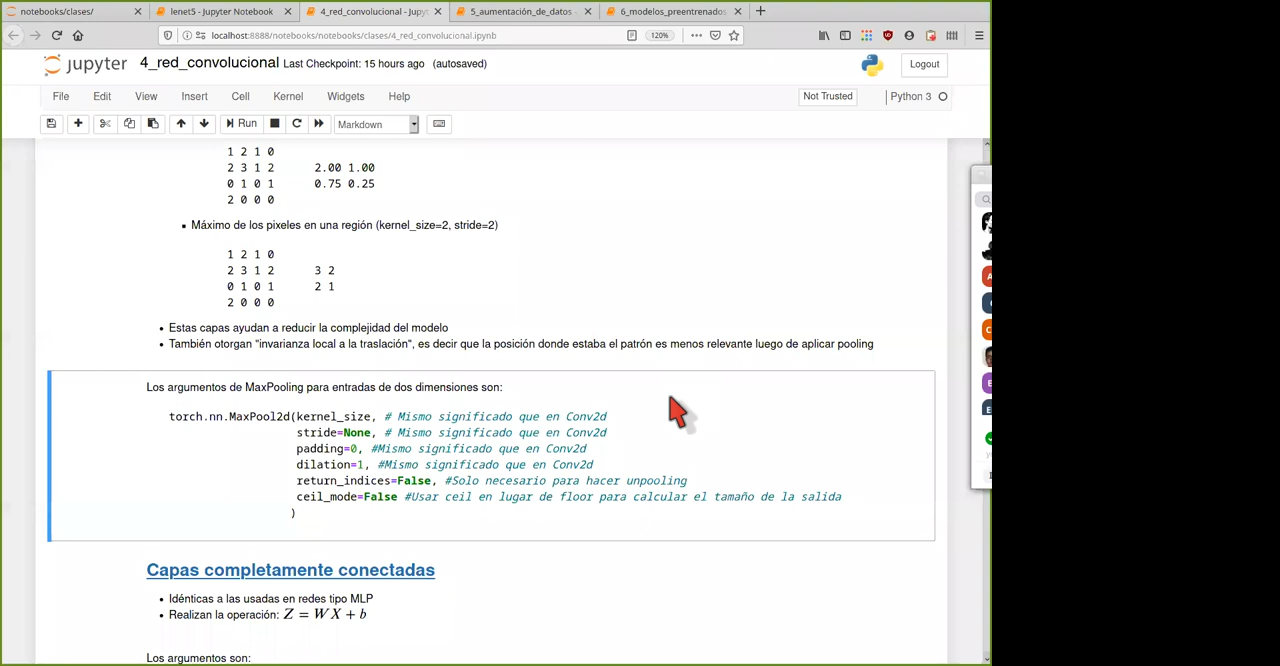 notebooks/clases/
lenet5 - Jupyter Notebook
4_red_convolucional - Jupyt
5_aumentación_de_datos -
6_modelos_preentrenados
localhost:8888/notebooks/notebooks/clases/4_red_convolucional.ipynb
120%
jupyter 4_red_convolucional Last Checkpoint: 15 hours ago (autosaved)
Logout
File Edit View Insert Cell Kernel Widgets Help
Not Trusted
Python 3
Run
Markdown
1 2 1 0
2 3 1 2 2.00 1.00
0 1 0 1 0.75 0.25
2 0 0 0
▪ Máximo de los pixeles en una región (kernel_size=2, stride=2)
1 2 1 0
2 3 1 2 3 2
0 1 0 1 2 1
2 0 0 0
• Estas capas ayudan a reducir la complejidad del modelo
• También otorgan "invarianza local a la traslación", es decir que la posición donde estaba el patrón es menos relevante luego de aplicar pooling
Los argumentos de MaxPooling para entradas de dos dimensiones son:
torch.nn.MaxPool2d(kernel_size, # Mismo significado que en Conv2d
stride=None, # Mismo significado que en Conv2d
padding=0, #Mismo significado que en Conv2d
dilation=1, #Mismo significado que en Conv2d
return_indices=False, #Solo necesario para hacer unpooling
ceil_mode=False #Usar ceil en lugar de floor para calcular el tamaño de la salida
)
Capas completamente conectadas
• Idénticas a las usadas en redes tipo MLP
• Realizan la operación: Z = WX + b
Los argumentos son: